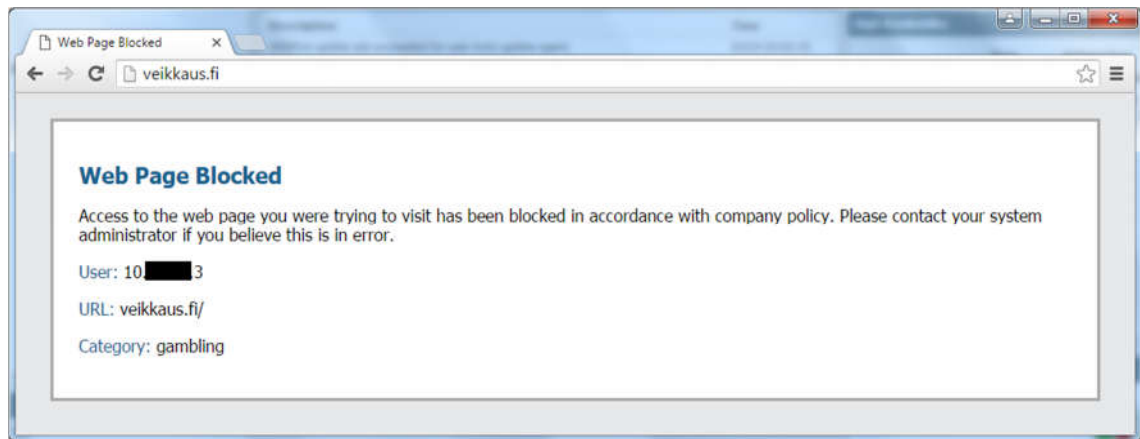 Web Page Blocked
veikkaus.fi
Web Page Blocked
Access to the web page you were trying to visit has been blocked in accordance with company policy. Please contact your system
administrator if you believe this is in error.
User: 10. 3
URL: veikkaus.fi/
Category: gambling